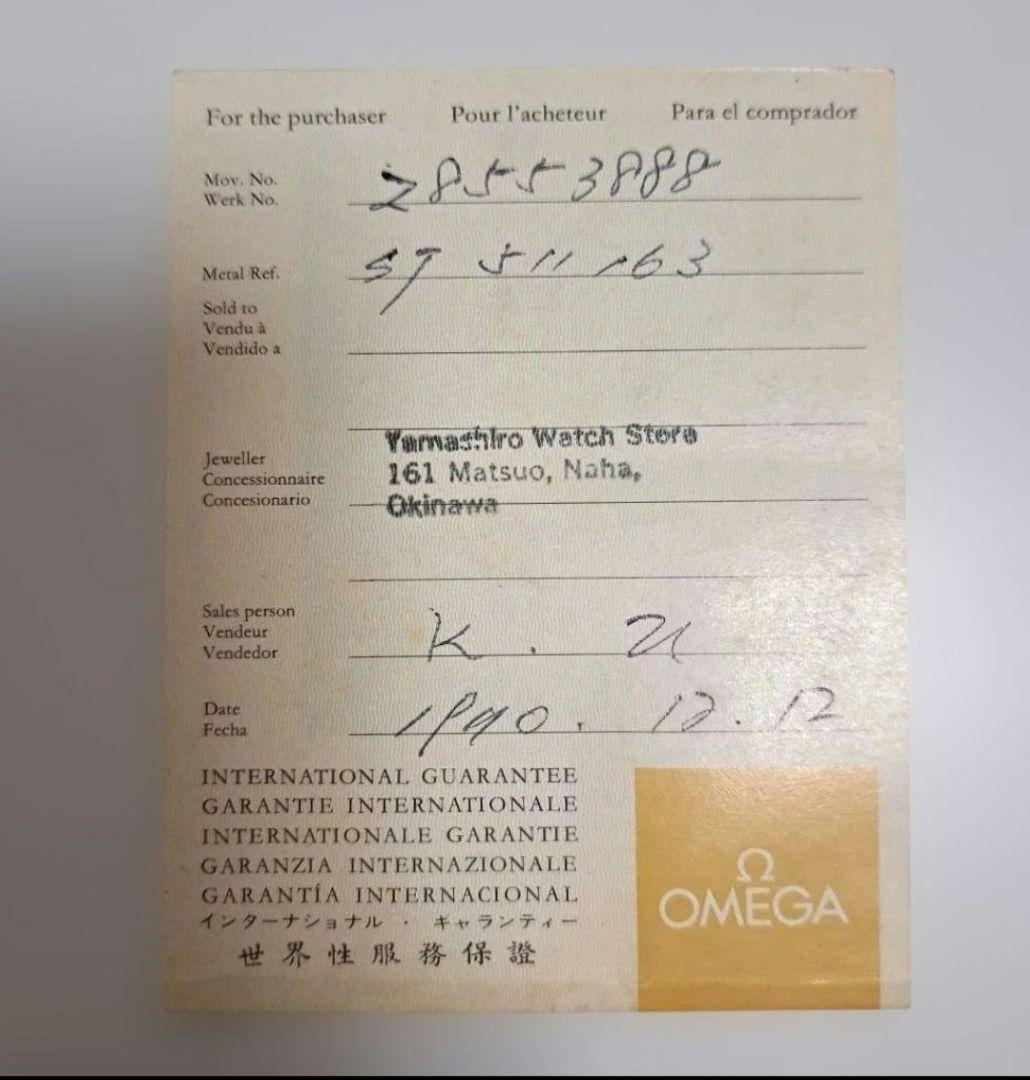 For the purchaser Pour l'acheteur Para el comprador
Mov. No. 28553888
Werk No.
Metal Ref. ST 511163
Sold to
Vendu à
Vendido a
Yamashiro Watch Store
Jeweller
161 Matsuo, Naha,
Concessionnaire
Concesionario
Okinawa
Sales person
Vendeur K. U
Vendedor
Date 1990. 12. 12
Fecha
INTERNATIONAL GUARANTEE
GARANTIE INTERNATIONALE
INTERNATIONALE GARANTIE
GARANZIA INTERNAZIONALE
GARANTÍA INTERNACIONAL
インターナショナル・キャランティー
世界性服務保證
Ω
OMEGA